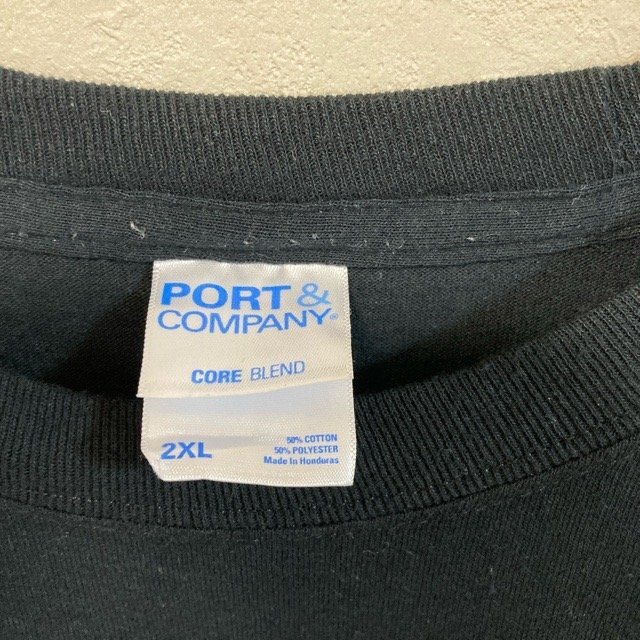 PORT &
COMPANY®
CORE BLEND
2XL
50% COTTON
50% POLYESTER
Made In Honduras